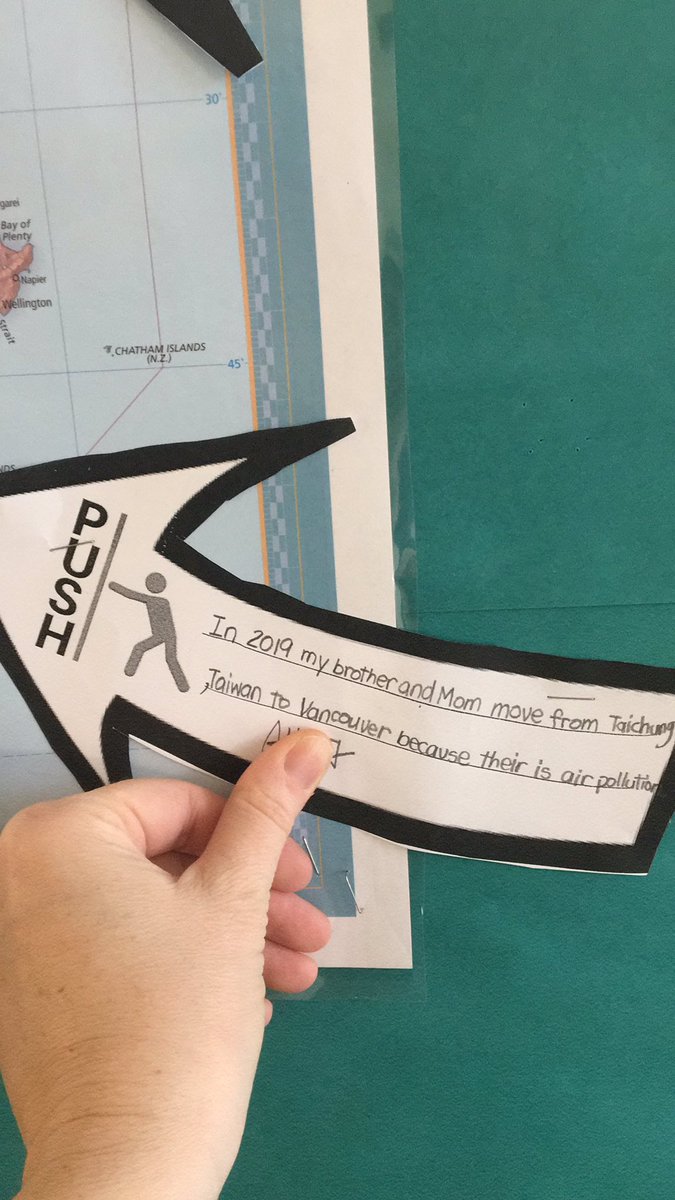 30°
Bay of
Plenty
Napier
Wellington
Strait
CHATHAM ISLANDS
(N.Z.)
45°
PUSH
In 2019 my brother and Mom move from Taichung
,Taiwan to Vancouver because their is air pollution